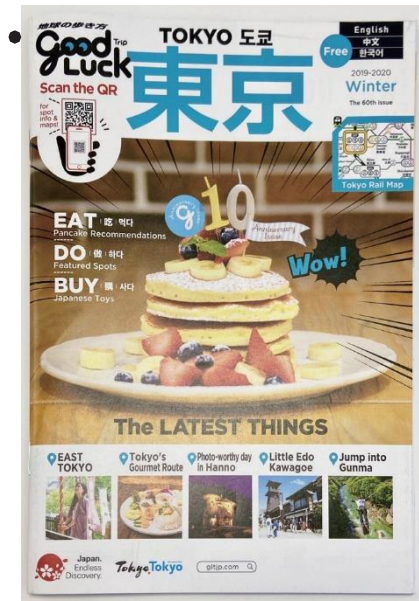 地球の歩き方
Good Luck Trip
TOKYO 도쿄
東京
Free
English
中文
한국어
2019-2020
Winter
The 60th issue
Scan the QR
for
spot
info &
maps!
Tokyo Rail Map
10
Anniversary
EAT 吃 먹다
Pancake Recommendations
DO 做 하다
Featured Spots
BUY 購 사다
Japanese Toys
Wow!
The LATEST THINGS
EAST
TOKYO
Tokyo's
Gourmet Route
Photo-worthy day
in Hanno
Little Edo
Kawagoe
Jump into
Gunma
Japan.
Endless
Discovery.
Tokyo Tokyo
gltjp.com